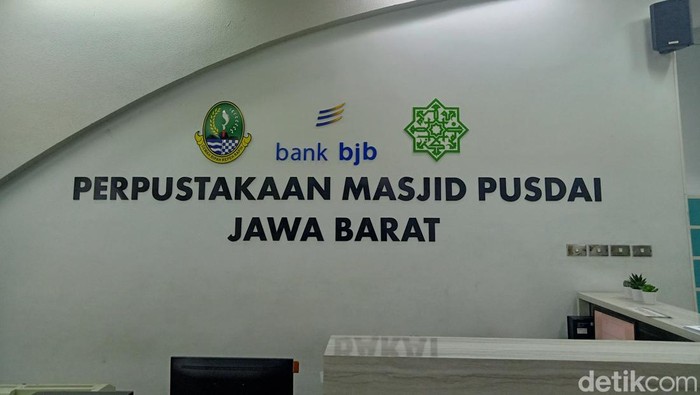 bank bjb
PERPUSTAKAAN MASJID PUSDAI
JAWA BARAT
detikcom